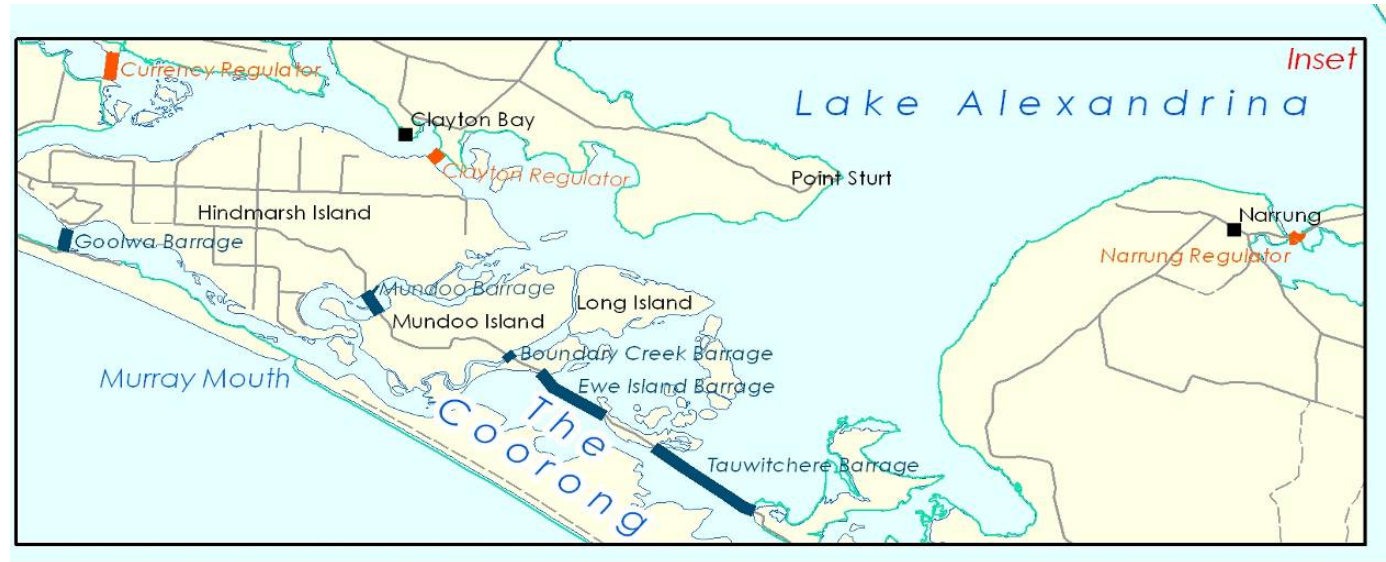 Inset
Currency Regulator
Lake Alexandrina
Clayton Bay
Clayton Regulator
Point Sturt
Hindmarsh Island
Narrung
Goolwa Barrage
Narrung Regulator
Mundoo Barrage
Long Island
Mundoo Island
Boundary Creek Barrage
Murray Mouth
Ewe Island Barrage
The
Coorong
Tauwitchere Barrage